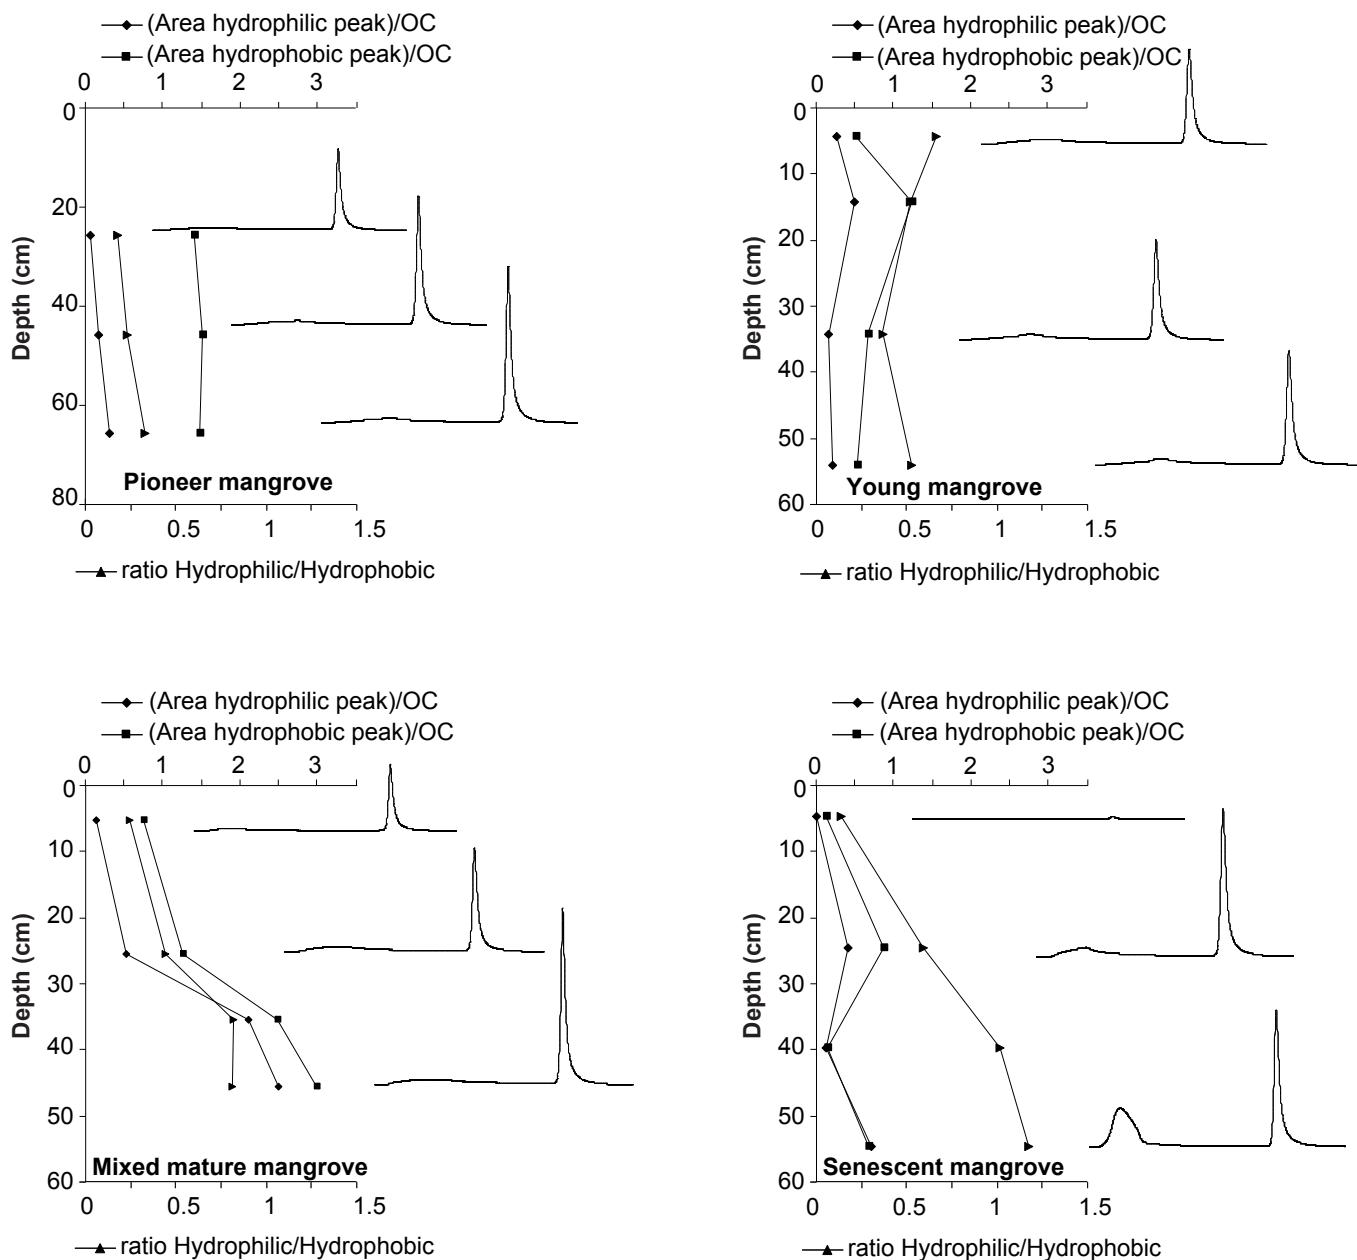 (Area hydrophilic peak)/OC
(Area hydrophobic peak)/OC
0 1 2 3
0
20
40
60
80
Depth (cm)
Pioneer mangrove
0 0.5 1 1.5
ratio Hydrophilic/Hydrophobic
(Area hydrophilic peak)/OC
(Area hydrophobic peak)/OC
0 1 2 3
0
10
20
30
40
50
60
Depth (cm)
Young mangrove
0 0.5 1 1.5
ratio Hydrophilic/Hydrophobic
(Area hydrophilic peak)/OC
(Area hydrophobic peak)/OC
0 1 2 3
0
10
20
30
40
50
60
Depth (cm)
Mixed mature mangrove
0 0.5 1 1.5
ratio Hydrophilic/Hydrophobic
(Area hydrophilic peak)/OC
(Area hydrophobic peak)/OC
0 1 2 3
0
10
20
30
40
50
60
Depth (cm)
Senescent mangrove
0 0.5 1 1.5
ratio Hydrophilic/Hydrophobic